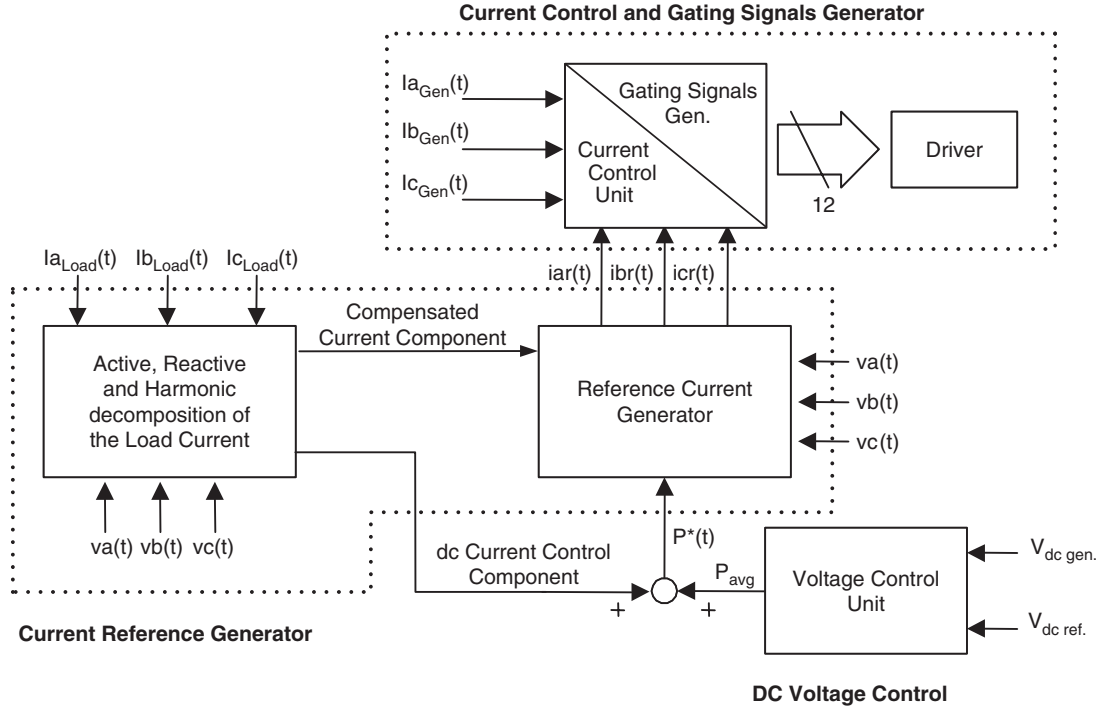 Current Control and Gating Signals Generator
Ia_Gen(t)
Ib_Gen(t)
Ic_Gen(t)
Gating Signals
Gen.
Current
Control
Unit
12
Driver
Ia_Load(t) Ib_Load(t) Ic_Load(t)
iar(t) ibr(t) icr(t)
Compensated
Current Component
Active, Reactive
and Harmonic
decomposition of
the Load Current
Reference Current
Generator
va(t)
vb(t)
vc(t)
va(t) vb(t) vc(t)
dc Current Control
Component
P*(t)
P_avg
+ +
Voltage Control
Unit
V_dc gen.
V_dc ref.
Current Reference Generator
DC Voltage Control